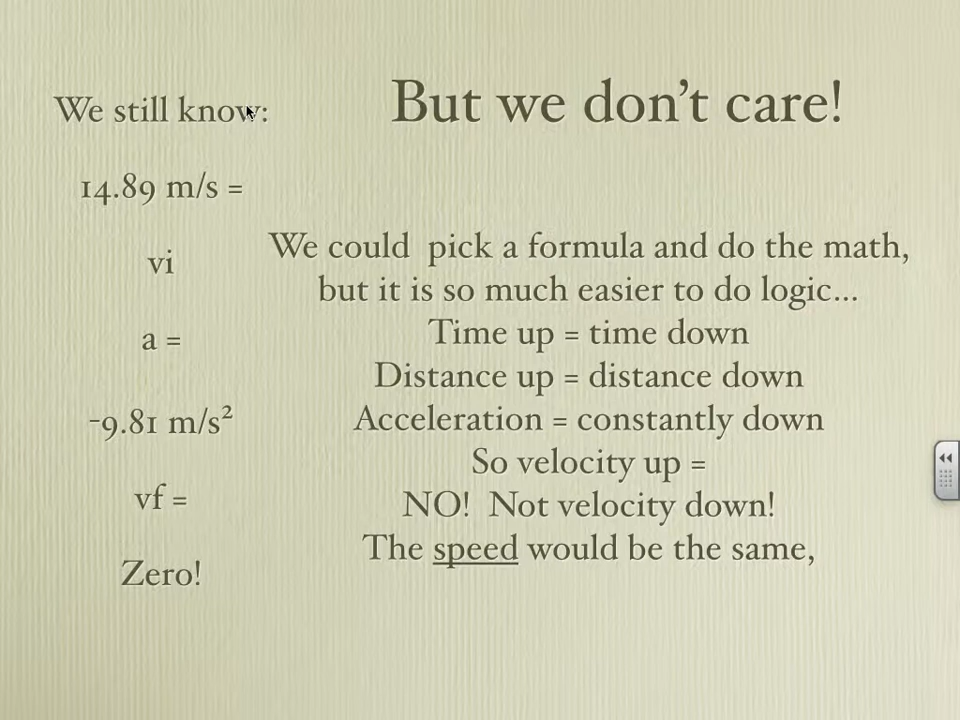 But we don't care!
We still know:
14.89 m/s =
vi
a =
-9.81 m/s²
vf =
Zero!
We could pick a formula and do the math,
but it is so much easier to do logic...
Time up = time down
Distance up = distance down
Acceleration = constantly down
So velocity up =
NO! Not velocity down!
The speed would be the same,